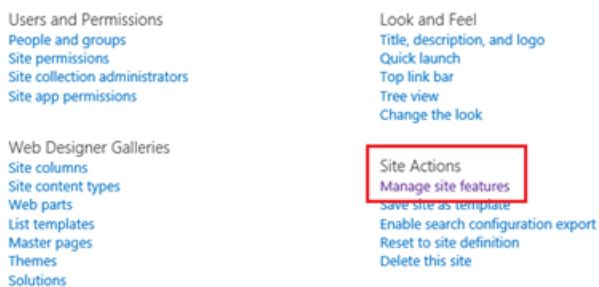 Users and Permissions
People and groups
Site permissions
Site collection administrators
Site app permissions
Look and Feel
Title, description, and logo
Quick launch
Top link bar
Tree view
Change the look
Web Designer Galleries
Site columns
Site content types
Web parts
List templates
Master pages
Themes
Solutions
Site Actions
Manage site features
Save site as template
Enable search configuration export
Reset to site definition
Delete this site